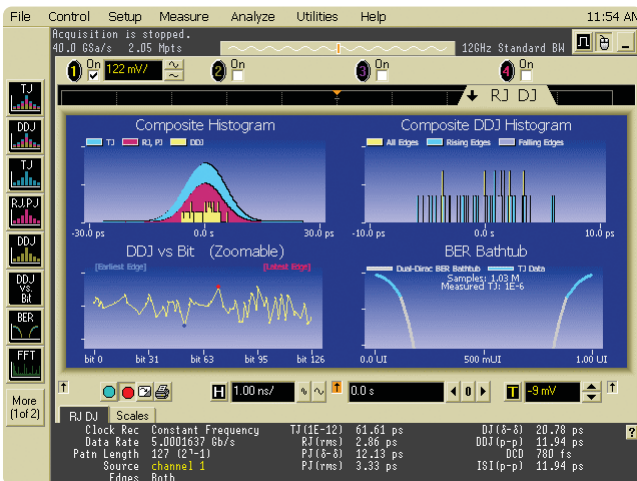 File Control Setup Measure Analyze Utilities Help 11:54 AM
Acquisition is stopped.
40.0 GSa/s 2.05 Mpts 12GHz Standard BW
1 On 122 mV/ 2 On 3 On 4 On
RJ DJ
TJ
DDJ
TJ
RJ,PJ
DDJ
DDJ
vs.
Bit
BER
FFT
More
(1of 2)
Composite Histogram
TJ RJ, PJ DDJ
-30.0 ps 0.0 s 30.0 ps
Composite DDJ Histogram
All Edges Rising Edges Falling Edges
-10.0 ps 0.0 s 10.0 ps
DDJ vs Bit (Zoomable)
[Earliest Edge] [Latest Edge]
bit 0 bit 31 bit 63 bit 95 bit 126
BER Bathtub
Dual-Dirac BER Bathtub TJ Data
Samples: 1.03 M
Measured TJ: 1E-6
0.0 UI 500 mUI 1.00 UI
H 1.00 ns/ 0.0 s 0 T -9 mV
RJ DJ Scales
Clock Rec Constant Frequency TJ(1E-12) 61.61 ps DJ(δ-δ) 20.78 ps
Data Rate 5.0001637 Gb/s RJ(rms) 2.86 ps DDJ(p-p) 11.94 ps
Patn Length 127 (2⁷-1) PJ(δ-δ) 12.13 ps DCD 780 fs
Source channel 1 PJ(rms) 3.33 ps ISI(p-p) 11.94 ps
Edges Both
?